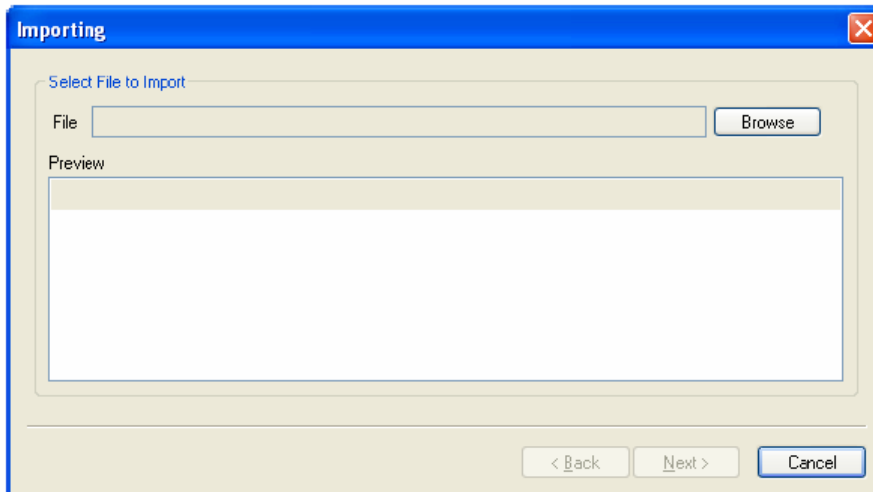 Importing
Select File to Import
File
Browse
Preview
< Back
Next >
Cancel